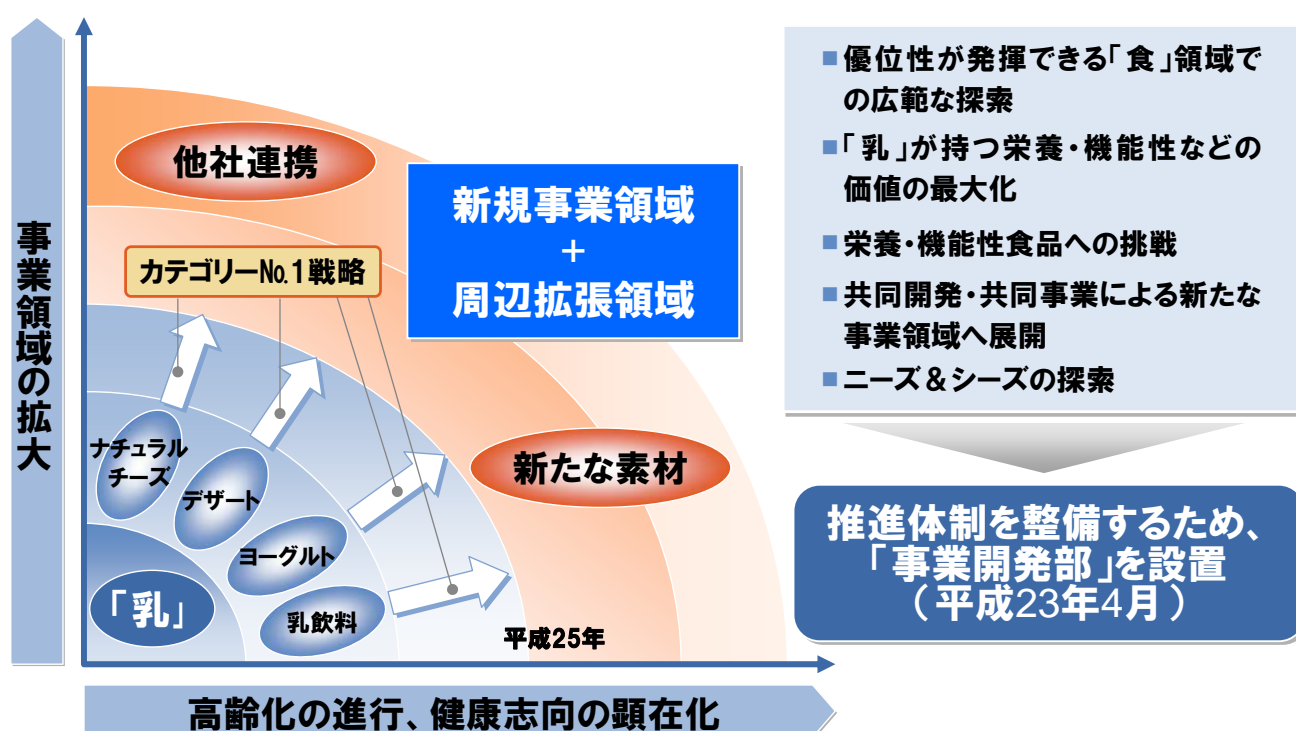 事業領域の拡大
他社連携
カテゴリーNo.1戦略
新規事業領域
+
周辺拡張領域
ナチュラル
チーズ
デザート
ヨーグルト
乳飲料
「乳」
新たな素材
平成25年
高齢化の進行、健康志向の顕在化
■優位性が発揮できる「食」領域で
の広範な探索
■「乳」が持つ栄養・機能性などの
価値の最大化
■栄養・機能性食品への挑戦
■共同開発・共同事業による新たな
事業領域へ展開
■ニーズ&シーズの探索
推進体制を整備するため、
「事業開発部」を設置
（平成23年4月）